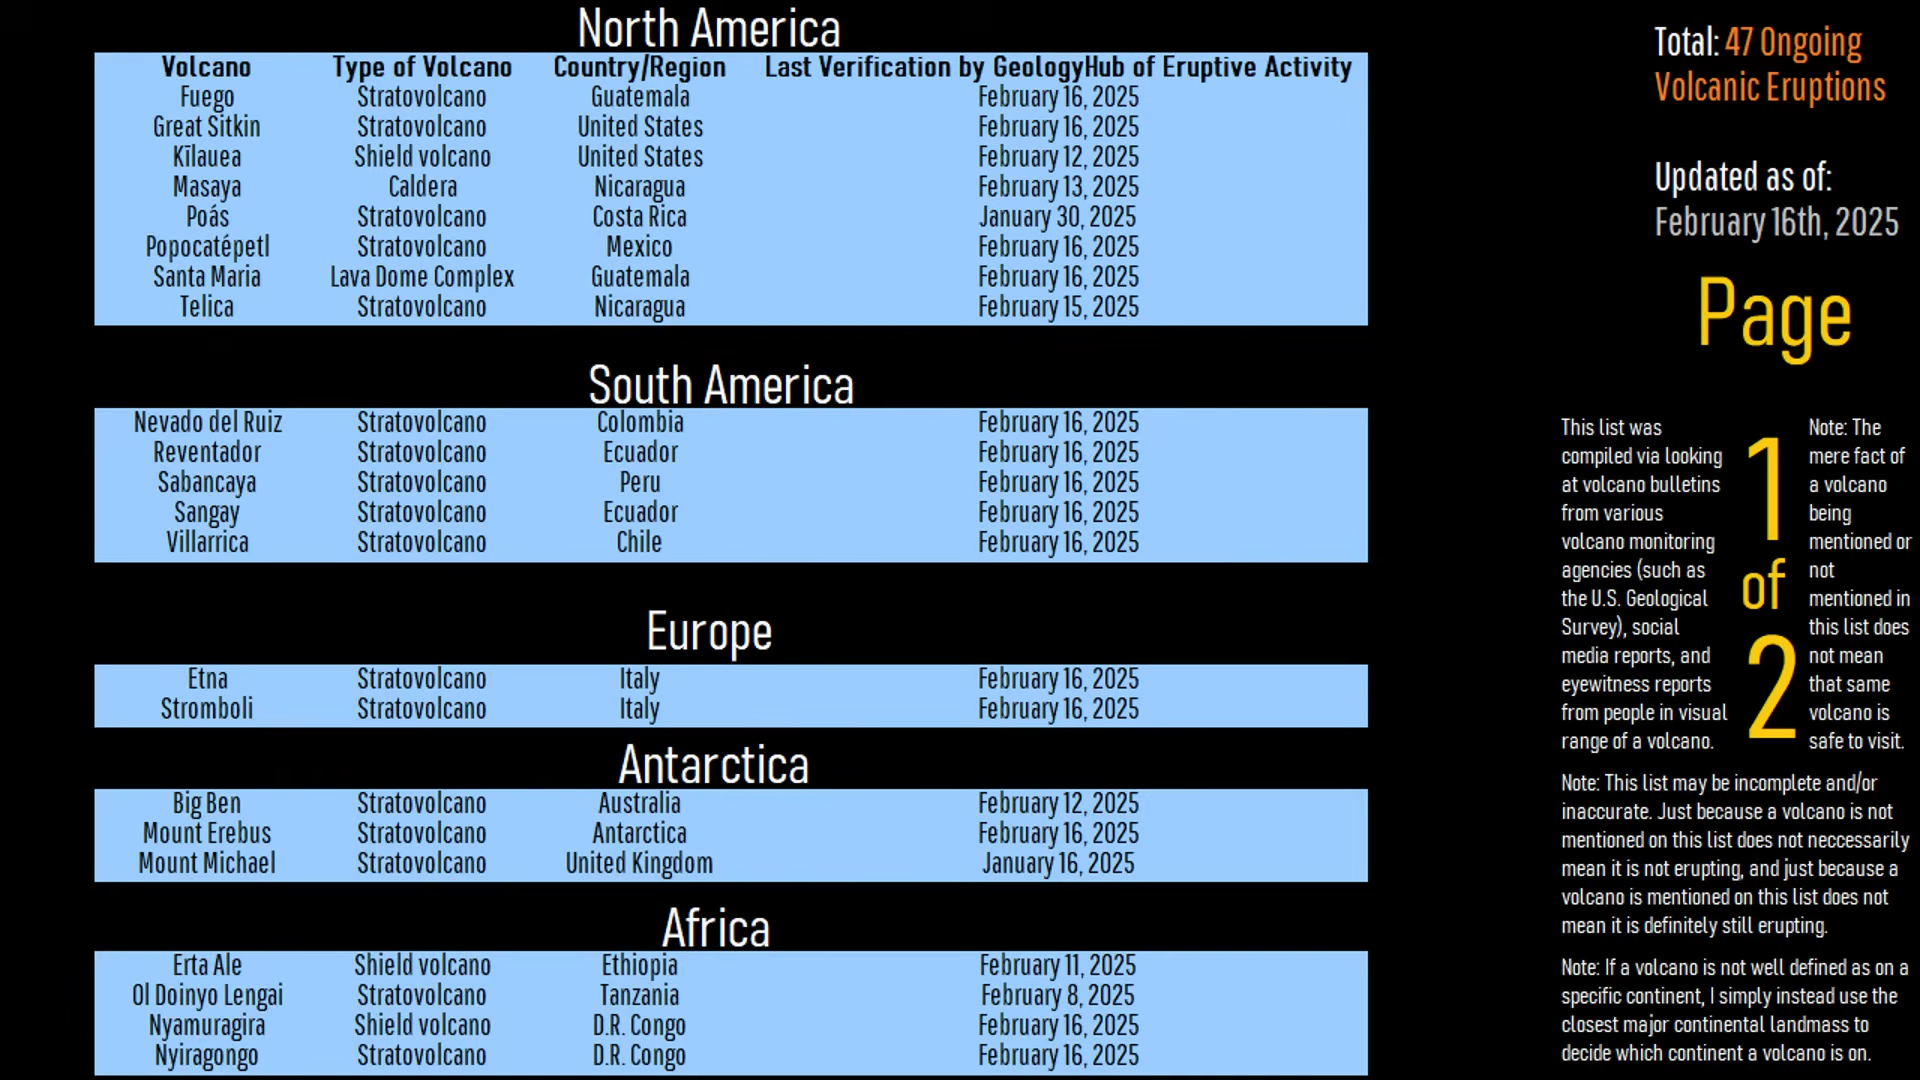 North America
Volcano Type of Volcano Country/Region Last Verification by GeologyHub of Eruptive Activity
Fuego Stratovolcano Guatemala February 16, 2025
Great Sitkin Stratovolcano United States February 16, 2025
Kīlauea Shield volcano United States February 12, 2025
Masaya Caldera Nicaragua February 13, 2025
Poás Stratovolcano Costa Rica January 30, 2025
Popocatépetl Stratovolcano Mexico February 16, 2025
Santa Maria Lava Dome Complex Guatemala February 16, 2025
Telica Stratovolcano Nicaragua February 15, 2025
South America
Nevado del Ruiz Stratovolcano Colombia February 16, 2025
Reventador Stratovolcano Ecuador February 16, 2025
Sabancaya Stratovolcano Peru February 16, 2025
Sangay Stratovolcano Ecuador February 16, 2025
Villarrica Stratovolcano Chile February 16, 2025
Europe
Etna Stratovolcano Italy February 16, 2025
Stromboli Stratovolcano Italy February 16, 2025
Antarctica
Big Ben Stratovolcano Australia February 12, 2025
Mount Erebus Stratovolcano Antarctica February 16, 2025
Mount Michael Stratovolcano United Kingdom January 16, 2025
Africa
Erta Ale Shield volcano Ethiopia February 11, 2025
Ol Doinyo Lengai Stratovolcano Tanzania February 8, 2025
Nyamuragira Shield volcano D.R. Congo February 16, 2025
Nyiragongo Stratovolcano D.R. Congo February 16, 2025
Total: 47 Ongoing
Volcanic Eruptions
Updated as of:
February 16th, 2025
Page
1
of
2
This list was
compiled via looking
at volcano bulletins
from various
volcano monitoring
agencies (such as
the U.S. Geological
Survey), social
media reports, and
eyewitness reports
from people in visual
range of a volcano.
Note: The
mere fact of
a volcano
being
mentioned or
not
mentioned in
this list does
not mean
that same
volcano is
safe to visit.
Note: This list may be incomplete and/or
inaccurate. Just because a volcano is not
mentioned on this list does not neccessarily
mean it is not erupting, and just because a
volcano is mentioned on this list does not
mean it is definitely still erupting.
Note: If a volcano is not well defined as on a
specific continent, I simply instead use the
closest major continental landmass to
decide which continent a volcano is on.